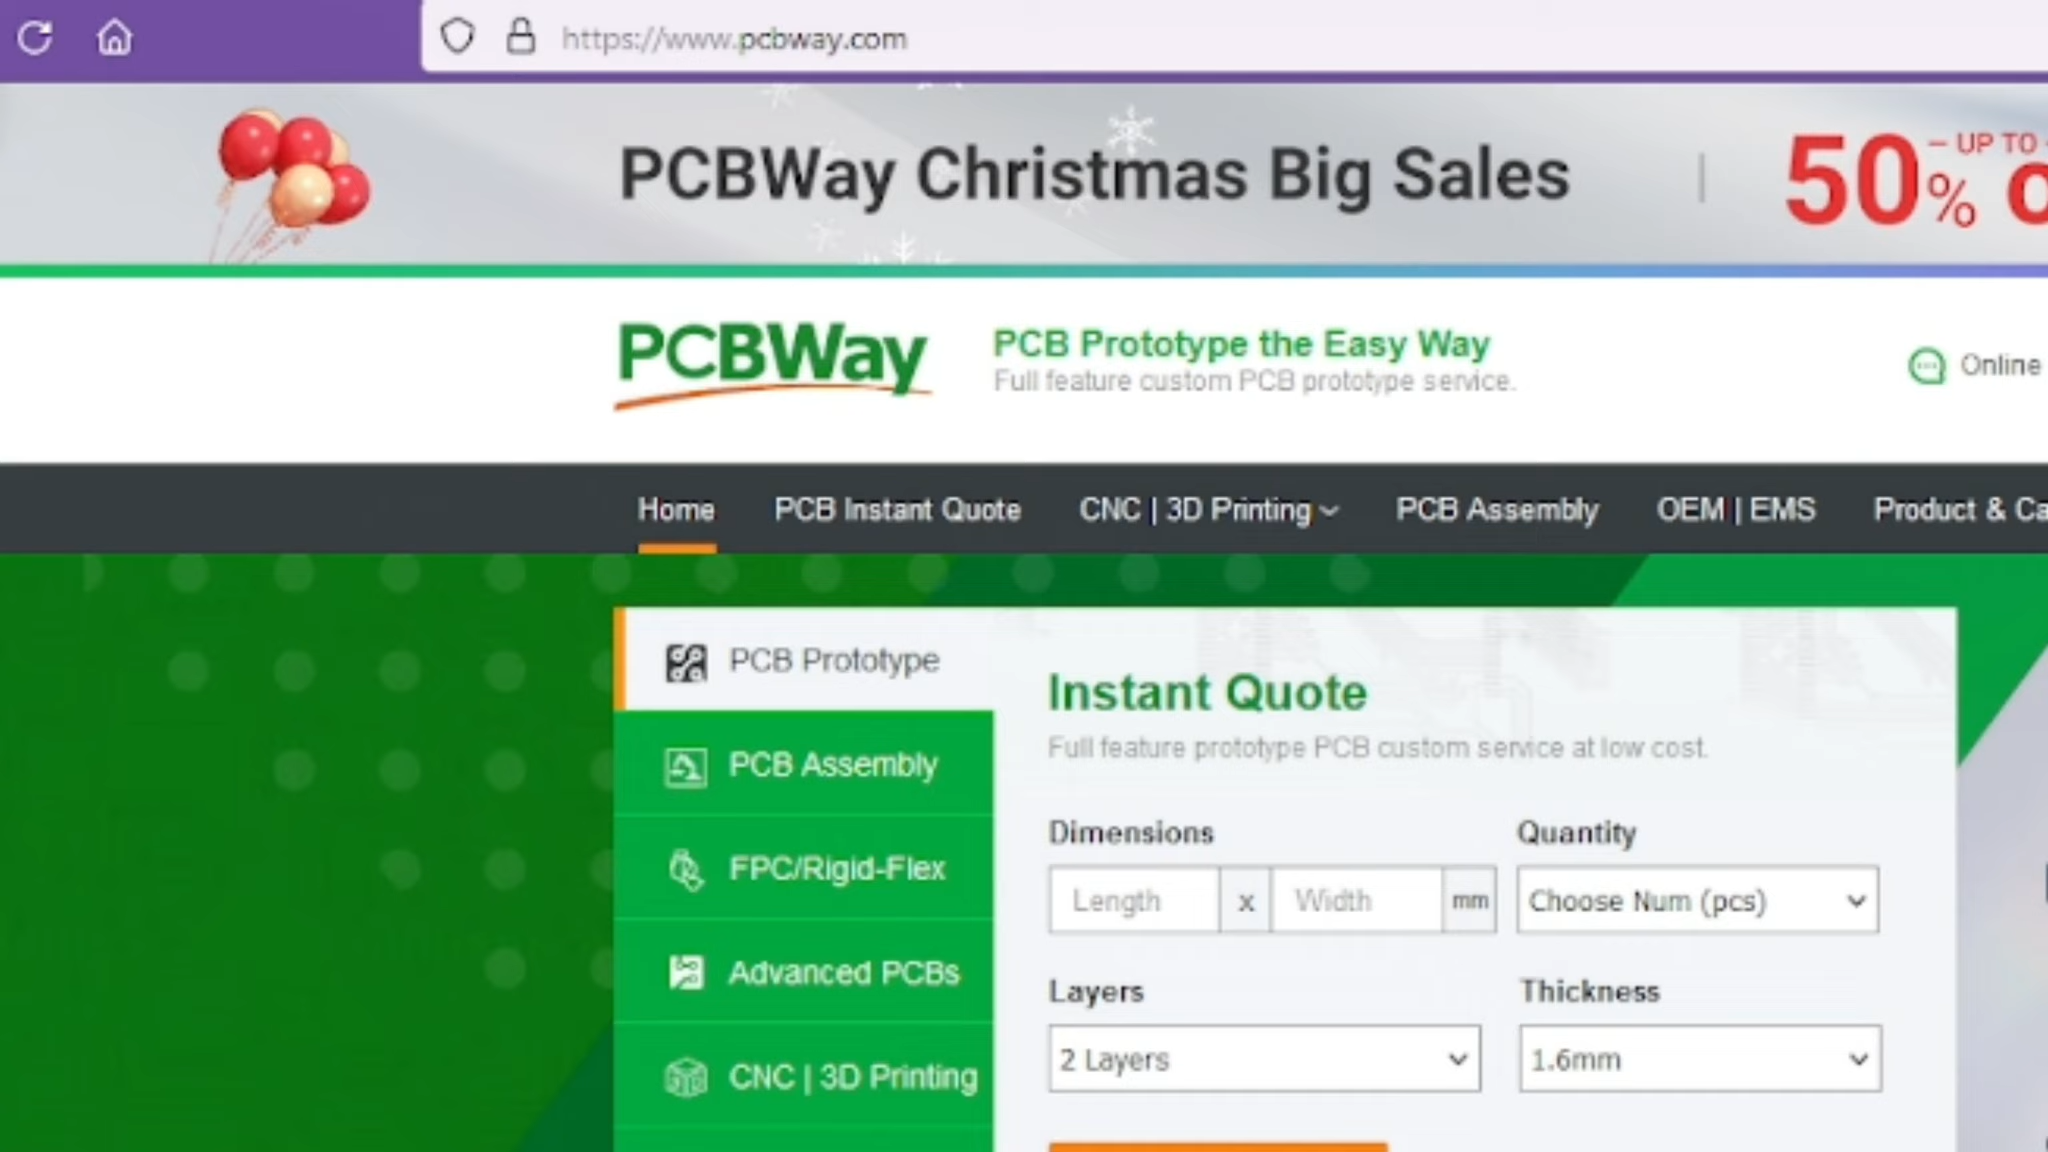 https://www.pcbway.com
PCBWay Christmas Big Sales
50%
UP TO
PCBWay
PCB Prototype the Easy Way
Full feature custom PCB prototype service.
Online
Home PCB Instant Quote CNC | 3D Printing PCB Assembly OEM | EMS Product &
PCB Prototype
PCB Assembly
FPC/Rigid-Flex
Advanced PCBs
CNC | 3D Printing
Instant Quote
Full feature prototype PCB custom service at low cost.
Dimensions Quantity
Length x Width mm Choose Num (pcs)
Layers Thickness
2 Layers 1.6mm